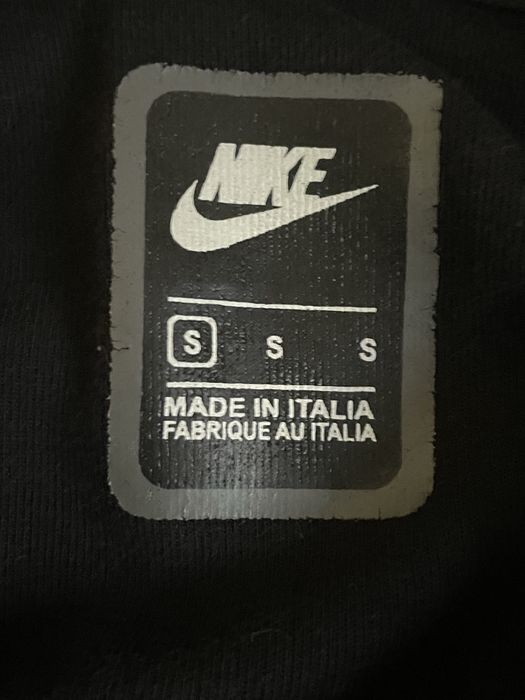 NIKE
S S S
MADE IN ITALIA
FABRIQUE AU ITALIA